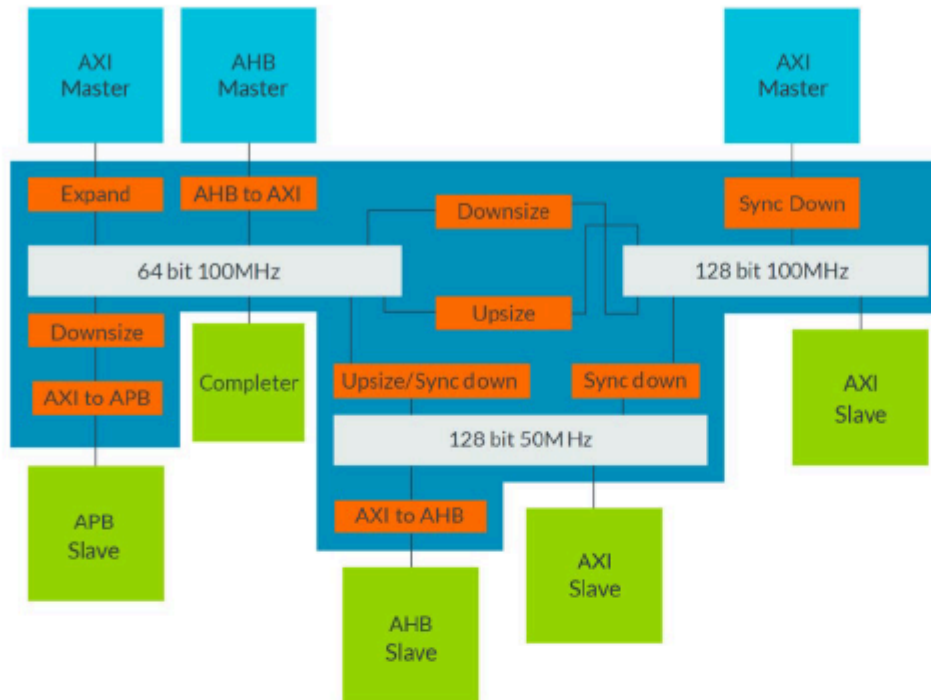 AXI
Master
AHB
Master
AXI
Master
Expand
AHB to AXI
Downsize
Sync Down
64 bit 100MHz
128 bit 100MHz
Downsize
Upsize
AXI to APB
Completer
Upsize/Sync down
Sync down
AXI
Slave
128 bit 50MHz
APB
Slave
AXI to AHB
AXI
Slave
AHB
Slave